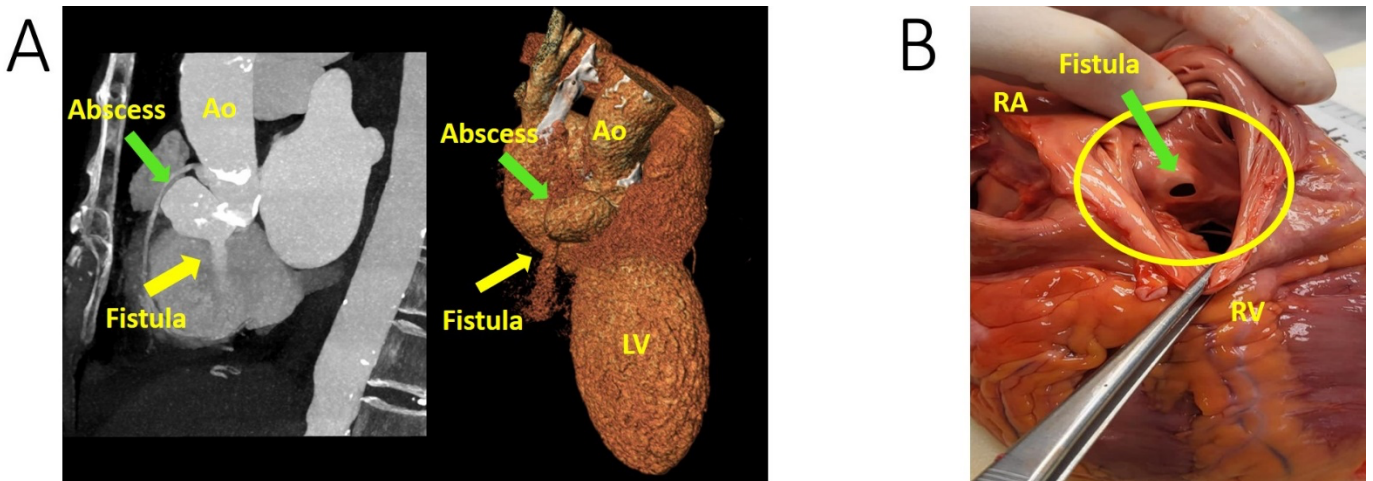 A
Abscess
Ao
Fistula
Abscess
Ao
Fistula
LV
B
Fistula
RA
RV